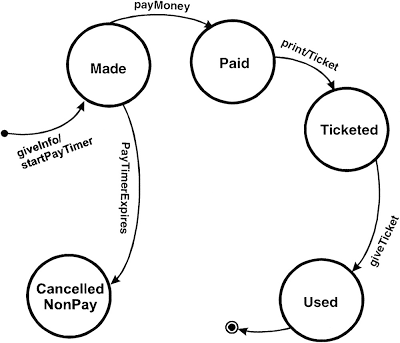 payMoney
Made
Paid
print/Ticket
Ticketed
giveInfo/
startPayTimer
PayTimerExpires
giveTicket
Cancelled
NonPay
Used